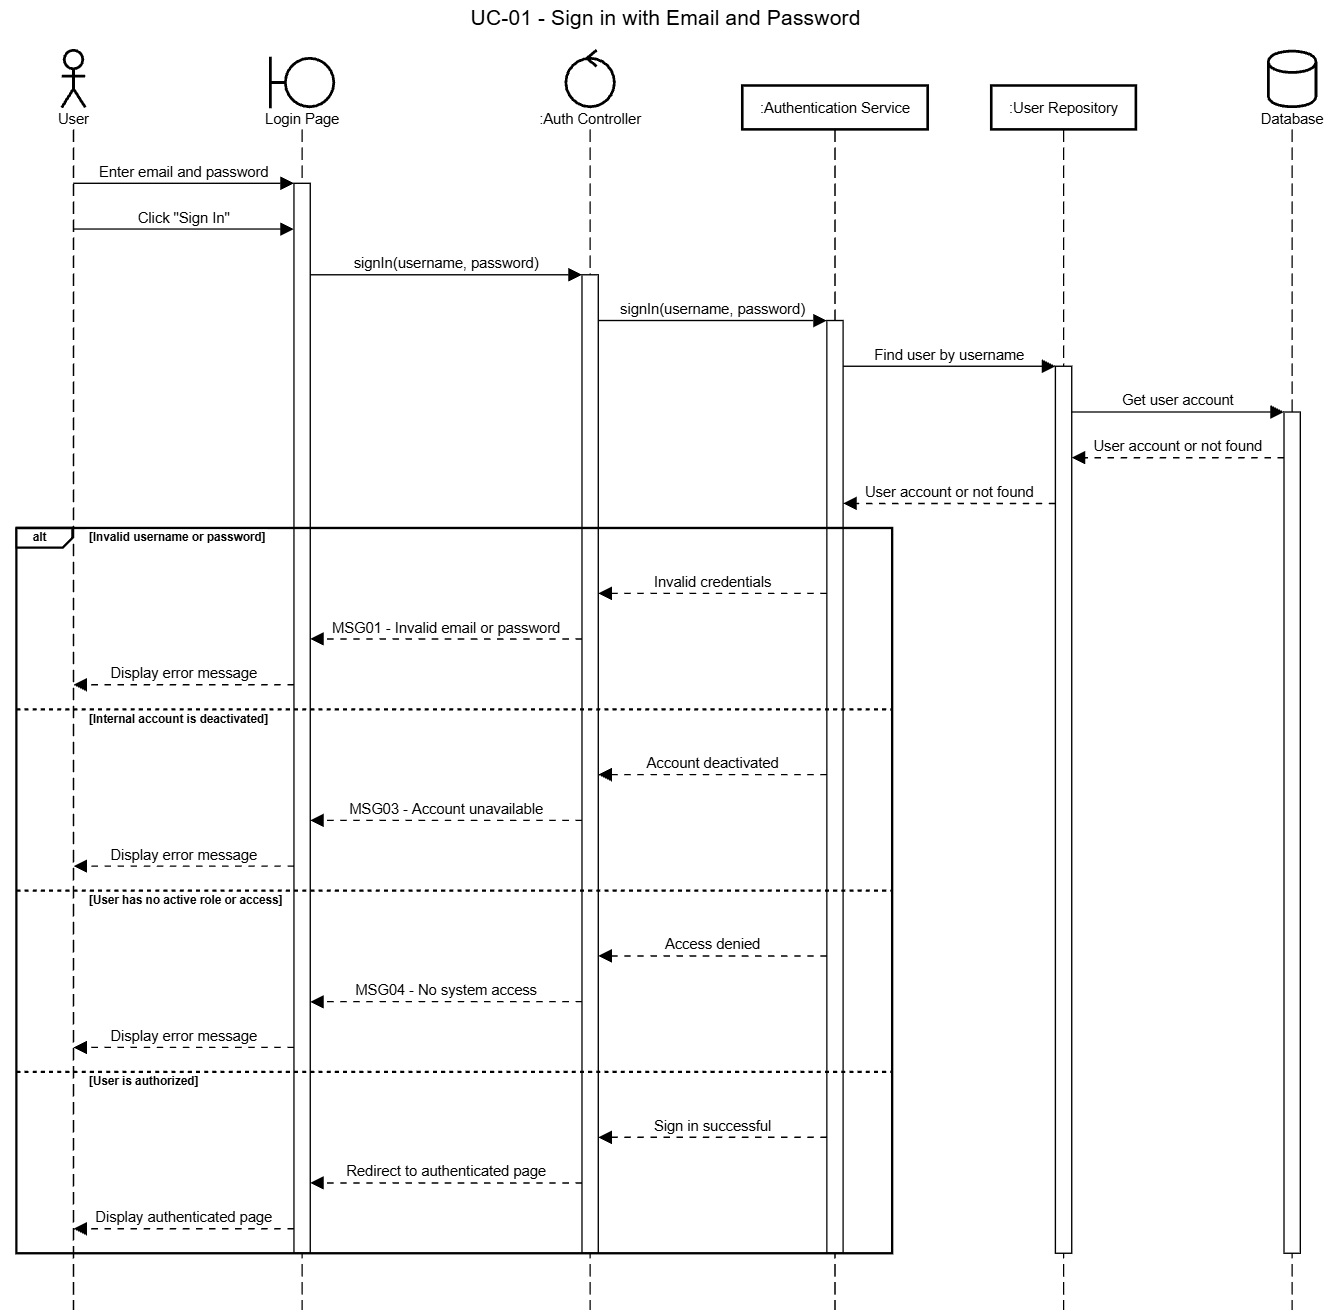 UC-01 - Sign in with Email and Password
User
Login Page
:Auth Controller
:Authentication Service
:User Repository
Database
Enter email and password
Click "Sign In"
signIn(username, password)
signIn(username, password)
Find user by username
Get user account
User account or not found
User account or not found
alt
[Invalid username or password]
Invalid credentials
MSG01 - Invalid email or password
Display error message
[Internal account is deactivated]
Account deactivated
MSG03 - Account unavailable
Display error message
[User has no active role or access]
Access denied
MSG04 - No system access
Display error message
[User is authorized]
Sign in successful
Redirect to authenticated page
Display authenticated page